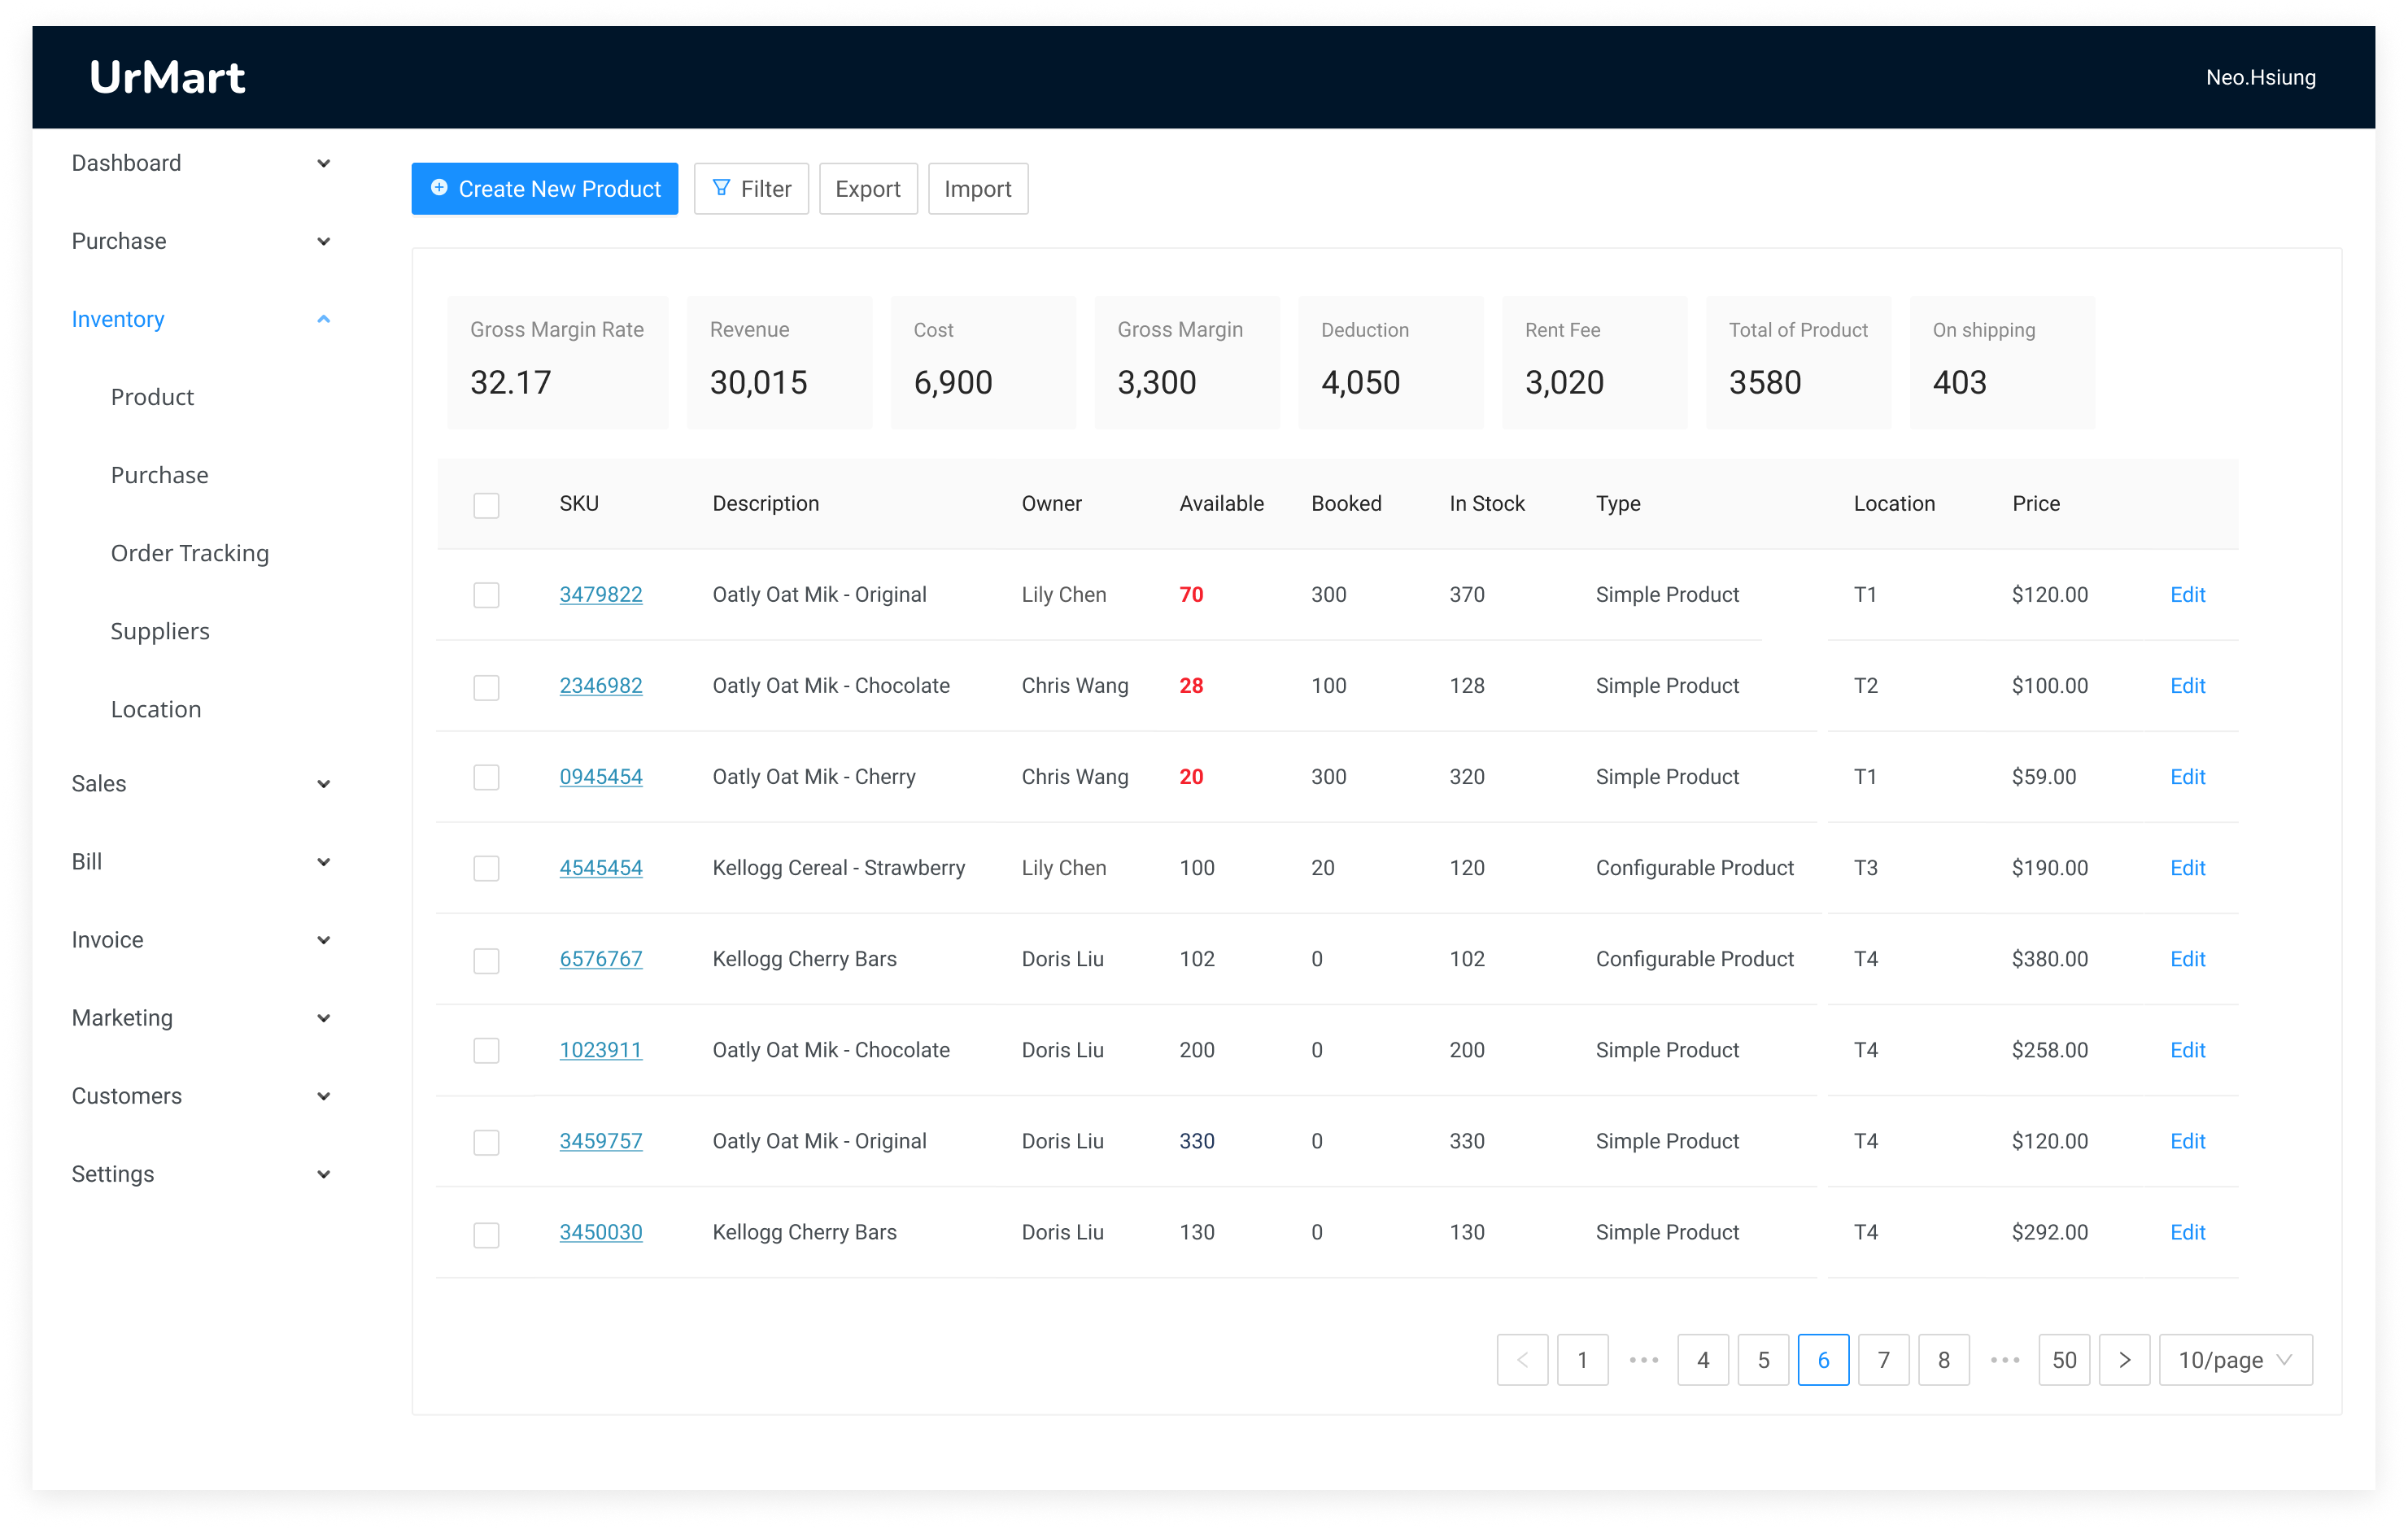 UrMart
Neo.Hsiung
Dashboard
Purchase
Inventory
Product
Purchase
Order Tracking
Suppliers
Location
Sales
Bill
Invoice
Marketing
Customers
Settings
Create New Product Filter Export Import
Gross Margin Rate Revenue Cost Gross Margin Deduction Rent Fee Total of Product On shipping
32.17 30,015 6,900 3,300 4,050 3,020 3580 403
SKU Description Owner Available Booked In Stock Type Location Price
3479822 Oatly Oat Mik - Original Lily Chen 70 300 370 Simple Product T1 $120.00 Edit
2346982 Oatly Oat Mik - Chocolate Chris Wang 28 100 128 Simple Product T2 $100.00 Edit
0945454 Oatly Oat Mik - Cherry Chris Wang 20 300 320 Simple Product T1 $59.00 Edit
4545454 Kellogg Cereal - Strawberry Lily Chen 100 20 120 Configurable Product T3 $190.00 Edit
6576767 Kellogg Cherry Bars Doris Liu 102 0 102 Configurable Product T4 $380.00 Edit
1023911 Oatly Oat Mik - Chocolate Doris Liu 200 0 200 Simple Product T4 $258.00 Edit
3459757 Oatly Oat Mik - Original Doris Liu 330 0 330 Simple Product T4 $120.00 Edit
3450030 Kellogg Cherry Bars Doris Liu 130 0 130 Simple Product T4 $292.00 Edit
< 1 ••• 4 5 6 7 8 ••• 50 > 10/page